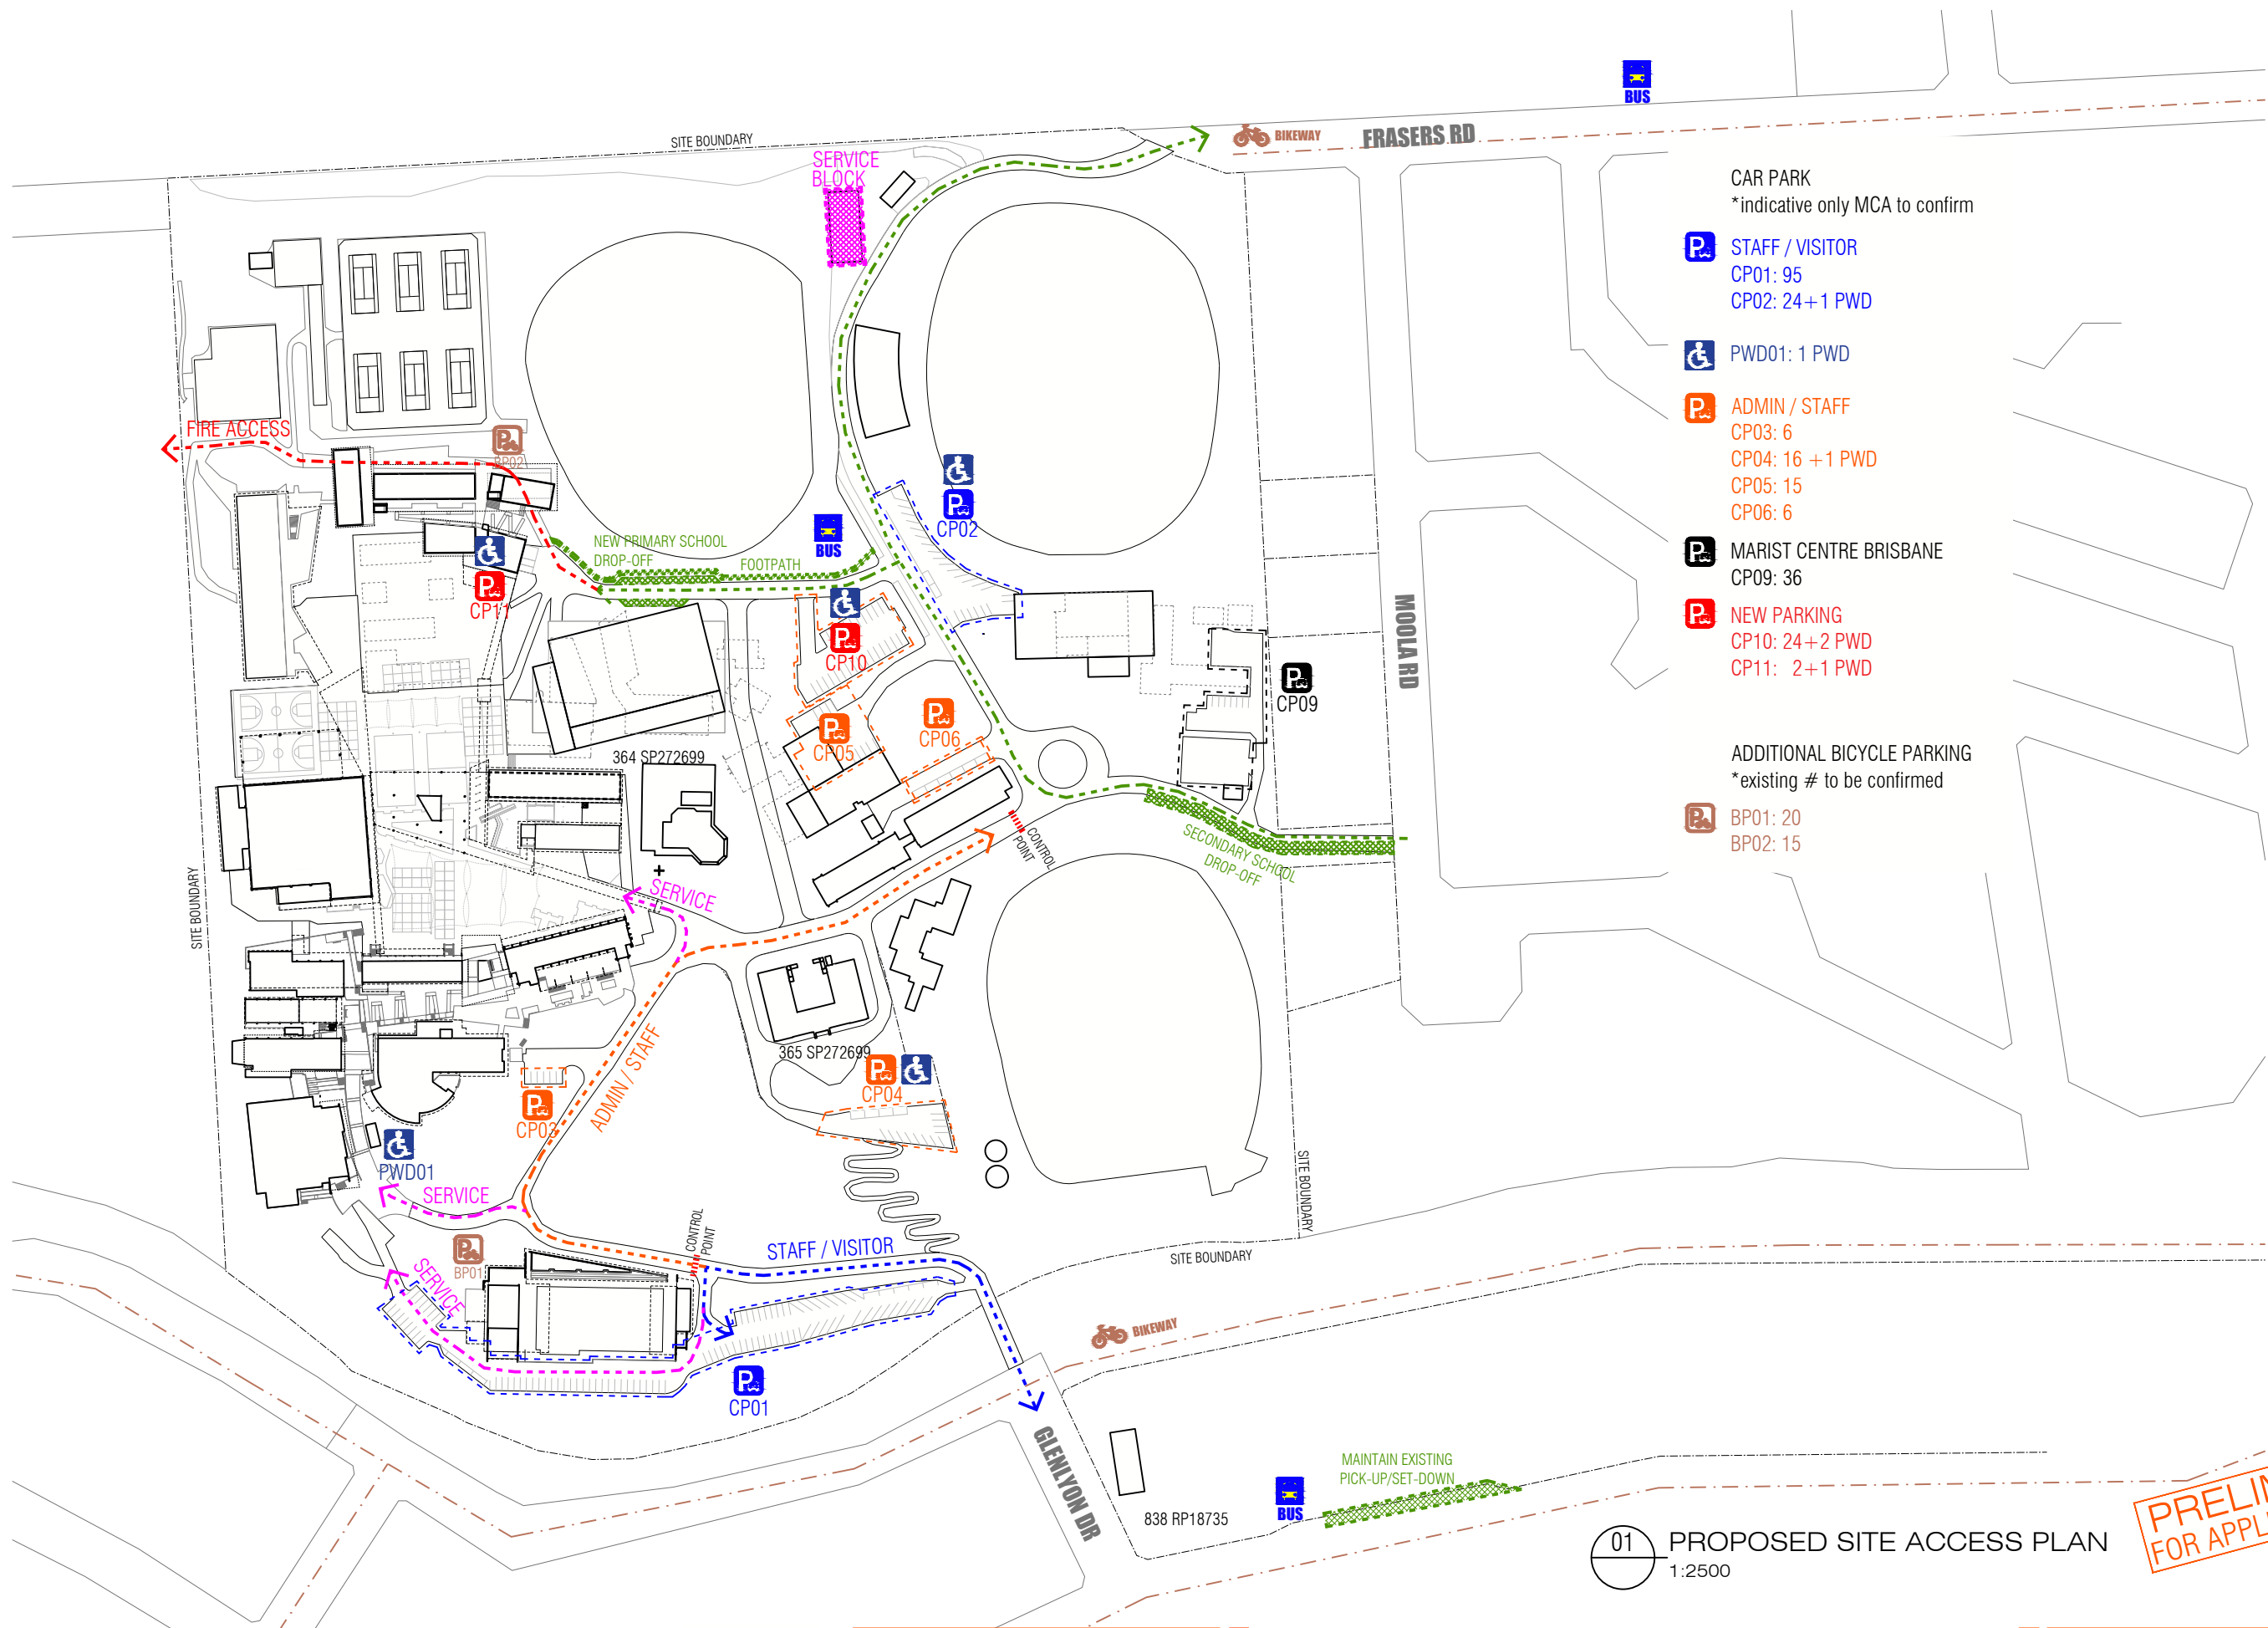 BUS
BIKEWAY
FRASERS RD
SITE BOUNDARY
SERVICE
BLOCK
CAR PARK
*indicative only MCA to confirm
STAFF / VISITOR
CP01: 95
CP02: 24+1 PWD
PWD01: 1 PWD
ADMIN / STAFF
CP03: 6
CP04: 16 +1 PWD
CP05: 15
CP06: 6
MARIST CENTRE BRISBANE
CP09: 36
NEW PARKING
CP10: 24+2 PWD
CP11: 2+1 PWD
ADDITIONAL BICYCLE PARKING
*existing # to be confirmed
BP01: 20
BP02: 15
FIRE ACCESS
BP02
CP02
BUS
NEW PRIMARY SCHOOL
DROP-OFF
FOOTPATH
CP11
CP10
MOOLA RD
CP09
CP05
CP06
364 SP272699
CONTROL
POINT
SECONDARY SCHOOL
DROP-OFF
SITE BOUNDARY
SERVICE
365 SP272699
CP04
ADMIN / STAFF
CP03
PWD01
SERVICE
SITE BOUNDARY
CONTROL
POINT
STAFF / VISITOR
SITE BOUNDARY
BP01
SERVICE
BIKEWAY
CP01
GLENLYON DR
MAINTAIN EXISTING
PICK-UP/SET-DOWN
BUS
838 RP18735
01
PROPOSED SITE ACCESS PLAN
1:2500